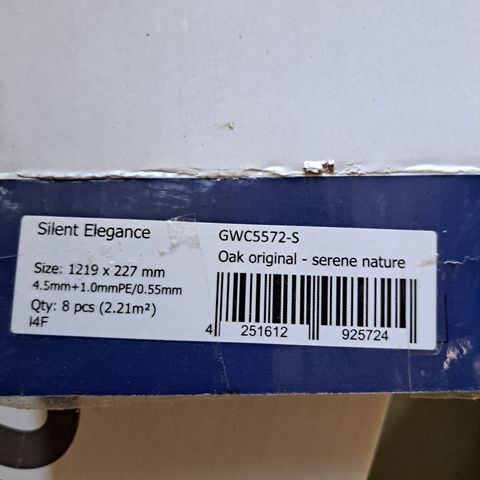 Silent Elegance
GWC5572-S
Oak original - serene nature
Size: 1219 x 227 mm
4.5mm+1.0mmPE/0.55mm
Qty: 8 pcs (2.21m²)
I4F
4 251612 925724